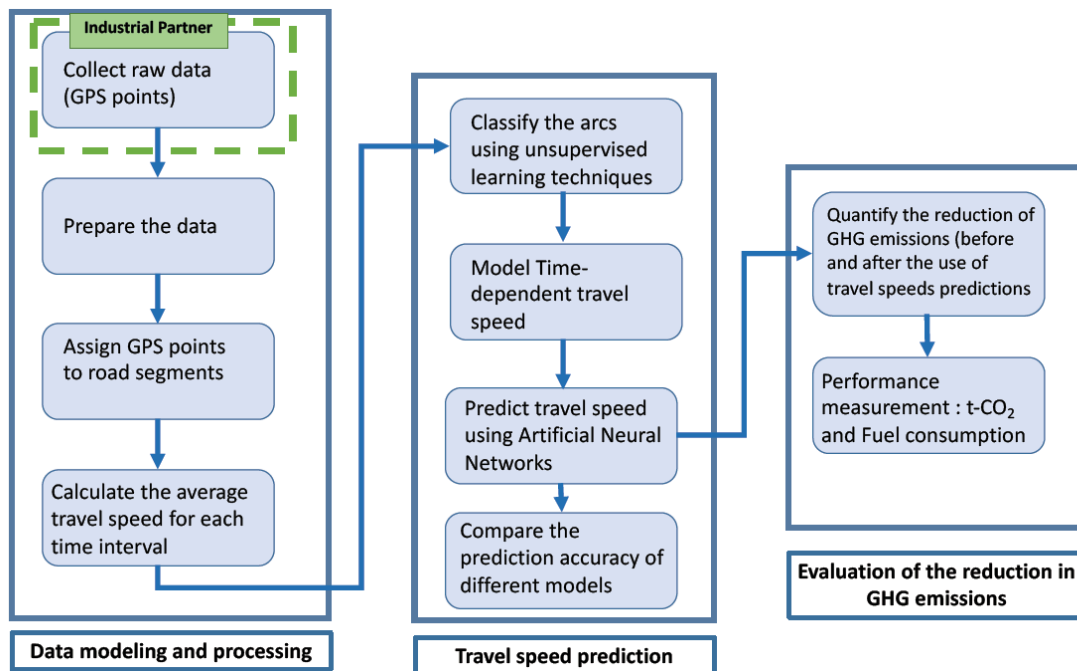 Industrial Partner
Collect raw data
(GPS points)
Prepare the data
Assign GPS points
to road segments
Calculate the average
travel speed for each
time interval
Data modeling and processing
Classify the arcs
using unsupervised
learning techniques
Model Time-
dependent travel
speed
Predict travel speed
using Artificial Neural
Networks
Compare the
prediction accuracy of
different models
Travel speed prediction
Quantify the reduction of
GHG emissions (before
and after the use of
travel speeds predictions
Performance
measurement : t-CO₂
and Fuel consumption
Evaluation of the reduction in
GHG emissions